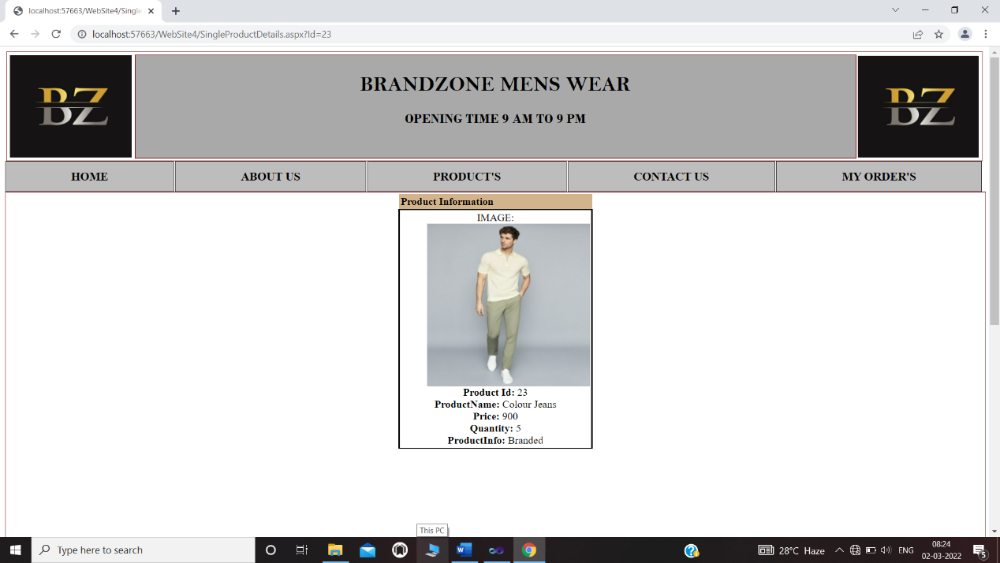 localhost:57663/WebSite4/Single
localhost:57663/WebSite4/SingleProductDetails.aspx?Id=23
BZ
BRANDZONE MENS WEAR
OPENING TIME 9 AM TO 9 PM
BZ
HOME
ABOUT US
PRODUCT'S
CONTACT US
MY ORDER'S
Product Information
IMAGE:
Product Id: 23
ProductName: Colour Jeans
Price: 900
Quantity: 5
ProductInfo: Branded
This PC
Type here to search
28°C Haze
ENG
08:24
02-03-2022
5